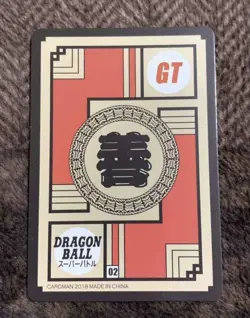 GT
DRAGON
BALL
スーパーバトル
02
CARDMAN 2018 MADE IN CHINA